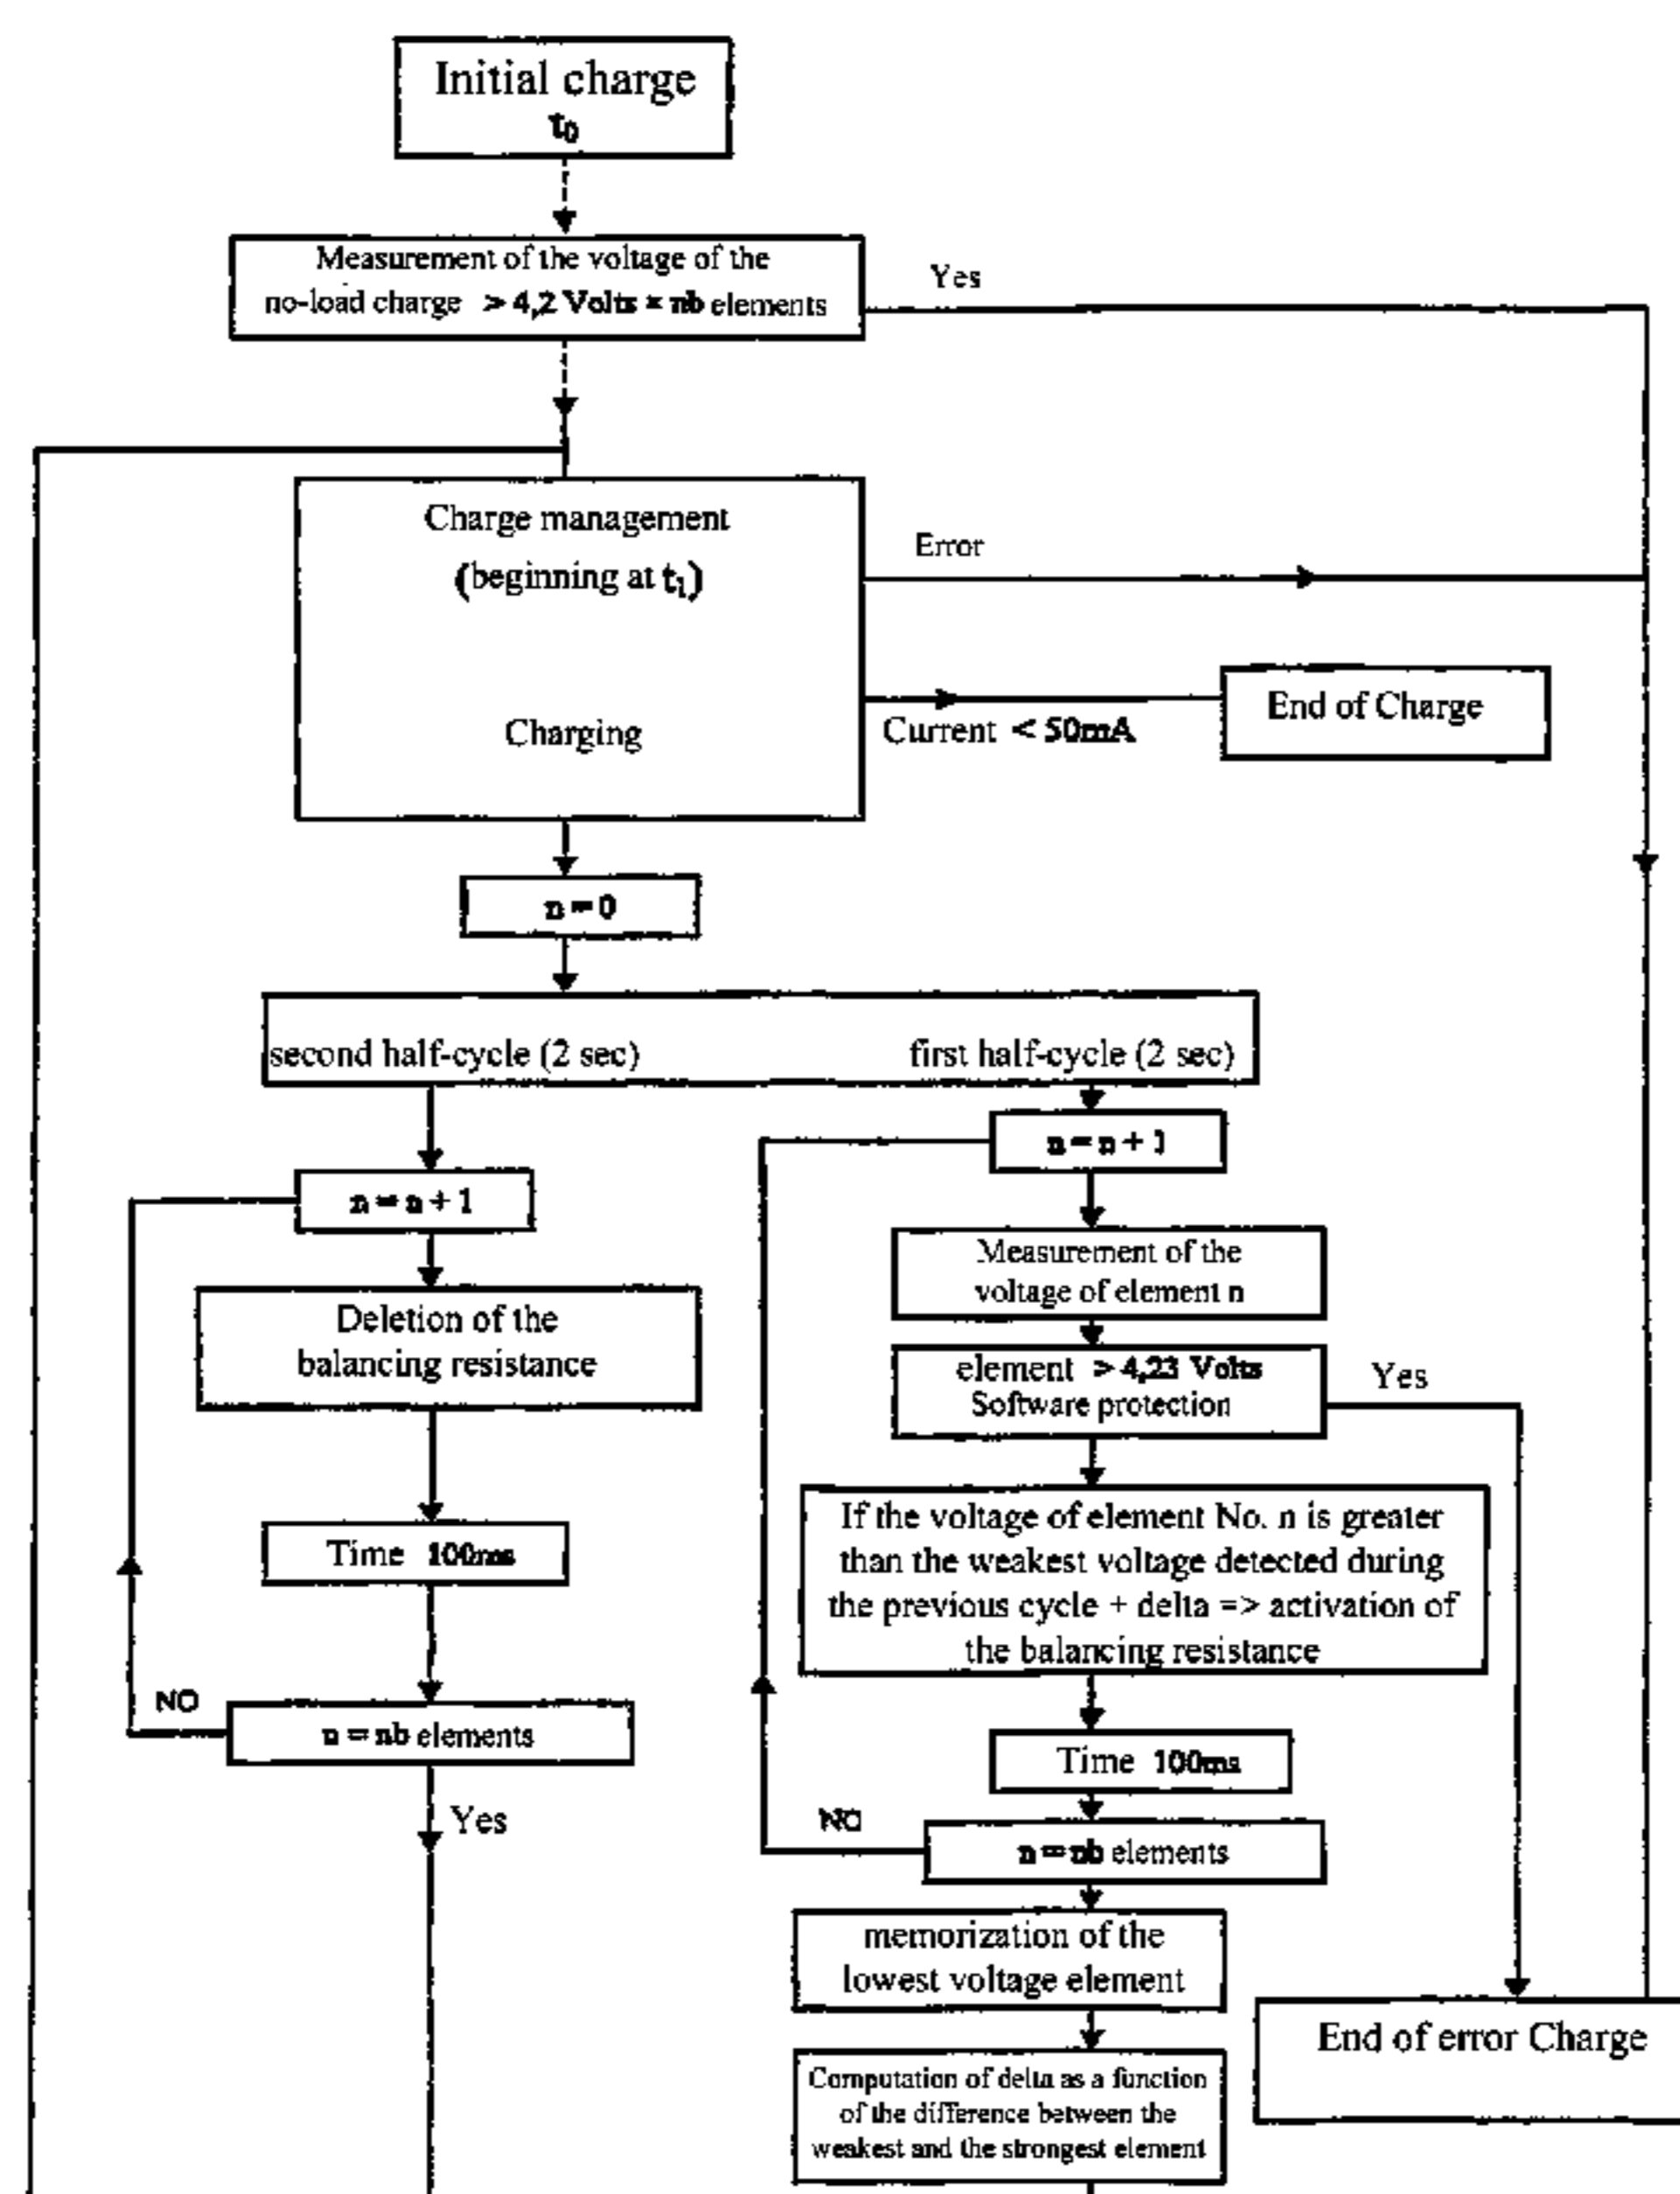 Initial charge
t₀
Measurement of the voltage of the
no-load charge > 4,2 Volts × nb elements
Yes
Charge management
(beginning at t₁)
Error
Charging
Current < 50mA
End of Charge
n = 0
second half-cycle (2 sec)
first half-cycle (2 sec)
n = n + 1
Deletion of the
balancing resistance
Time 100ms
NO
n = nb elements
Yes
n = n + 1
Measurement of the
voltage of element n
element > 4,23 Volts
Software protection
Yes
If the voltage of element No. n is greater
than the weakest voltage detected during
the previous cycle + delta => activation of
the balancing resistance
Time 100ms
NO
n = nb elements
memorization of the
lowest voltage element
Computation of delta as a function
of the difference between the
weakest and the strongest element
End of error Charge